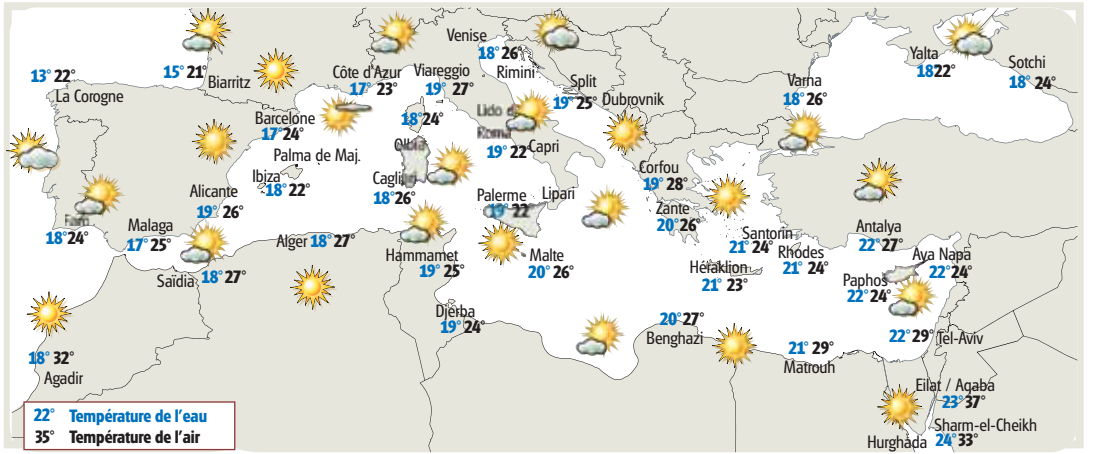 Venise
18° 26°
Rimini
Yalta
18 22°
Sotchi
18° 24°
13° 22°
La Corogne
15° 21°
Biarritz
Côte d'Azur
17° 23°
Viareggio
19° 27°
Split
19° 25°
Dubrovnik
Varna
18° 26°
Barcelone
17° 24°
18° 24°
Lido di
Roma
19° 22°
Capri
Olbia
Palma de Maj.
Ibiza
18° 22°
Cagliari
18° 26°
Corfou
19° 28°
Alicante
19° 26°
Palerme
19° 22°
Lipari
Zante
20° 26°
Faro
18° 24°
Malaga
17° 25°
Alger 18° 27°
Santorin
21° 24°
Rhodes
21° 24°
Antalya
22° 27°
Aya Napa
22° 24°
Saïdia
18° 27°
Hammamet
19° 25°
Malte
20° 26°
Héraklion
21° 23°
Paphos
22° 24°
Djerba
19° 24°
20° 27°
Benghazi
21° 29°
Matrouh
22° 29°
Tel-Aviv
18° 32°
Agadir
Eilat / Aqaba
23° 37°
Sharm-el-Cheikh
Hurghada
24° 33°
22° Température de l'eau
35° Température de l'air